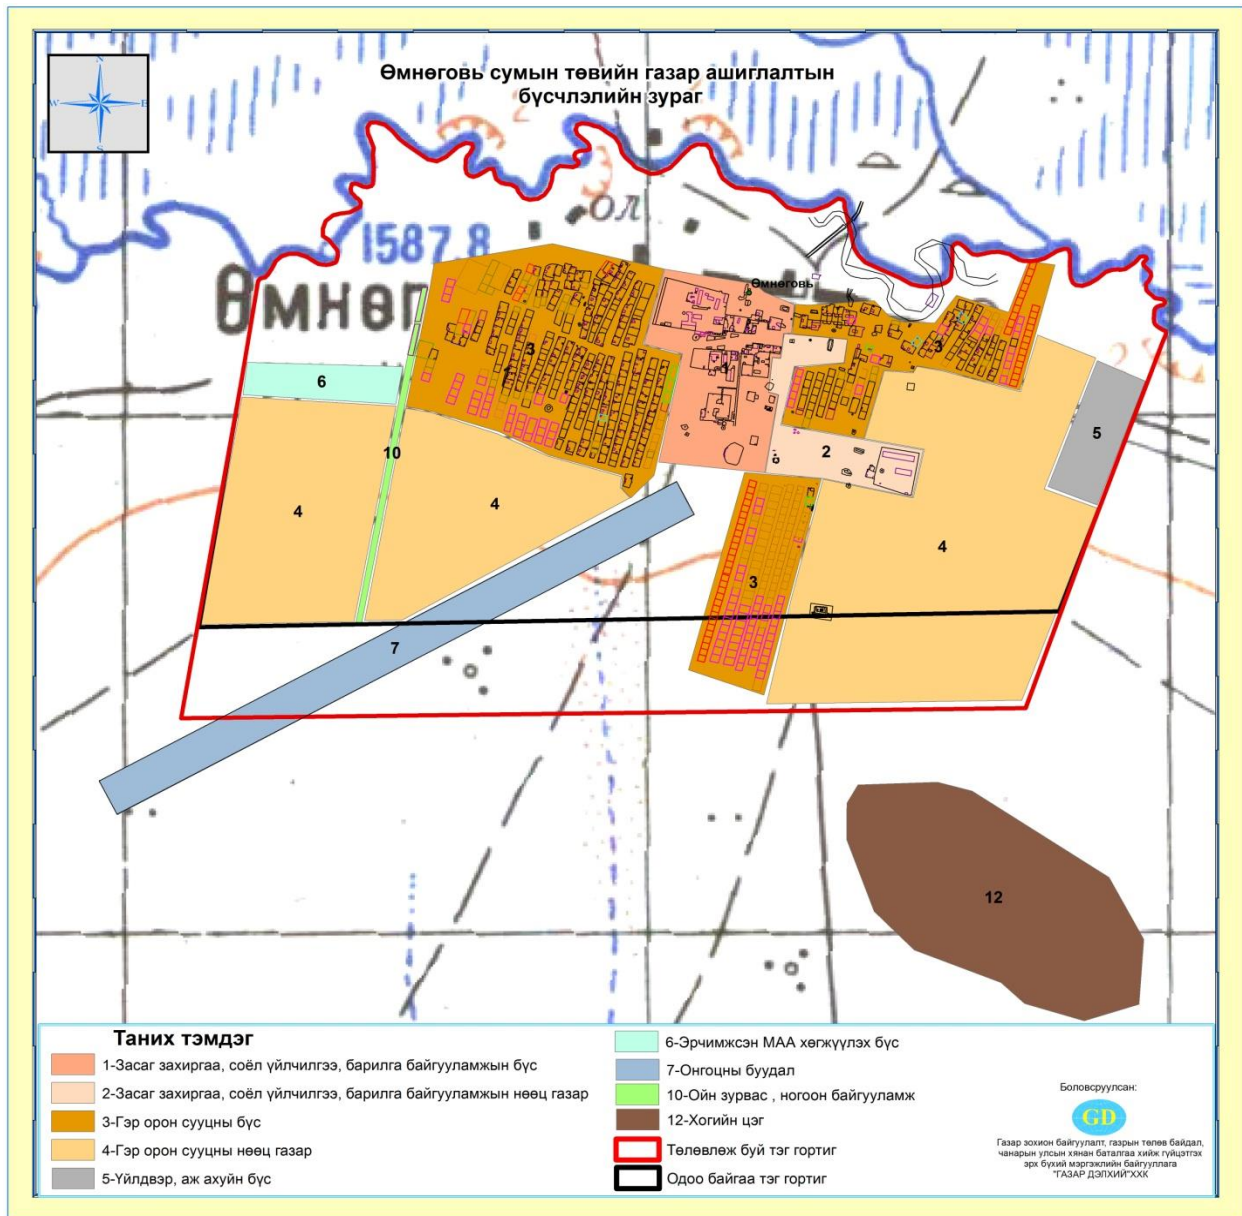 Өмнөговь сумын төвийн газар ашиглалтын
бүсчлэлийн зураг
N
W
E
S
ол
1587,8
Өмнөг
Өмнөговь
3
3
6
5
10
2
4
4
4
3
7
12
Таних тэмдэг
1-Засаг захиргаа, соёл үйлчилгээ, барилга байгууламжын бүс
2-Засаг захиргаа, соёл үйлчилгээ, барилга байгууламжын нөөц газар
3-Гэр орон сууцны бүс
4-Гэр орон сууцны нөөц газар
5-Үйлдвэр, аж ахуйн бүс
6-Эрчимжсэн МАА хөгжүүлэх бүс
7-Онгоцны буудал
10-Ойн зурвас , ногоон байгууламж
12-Хогийн цэг
Төлөвлөж буй тэг гортиг
Одоо байгаа тэг гортиг
Боловсруулсан:
GD
Газар зохион байгуулалт, газрын төлөв байдал,
чанарын улсын хянан баталгаа хийж гүйцэтгэх
эрх бүхий мэргэжлийн байгууллага
"ГАЗАР ДЭЛХИЙ"ХХК